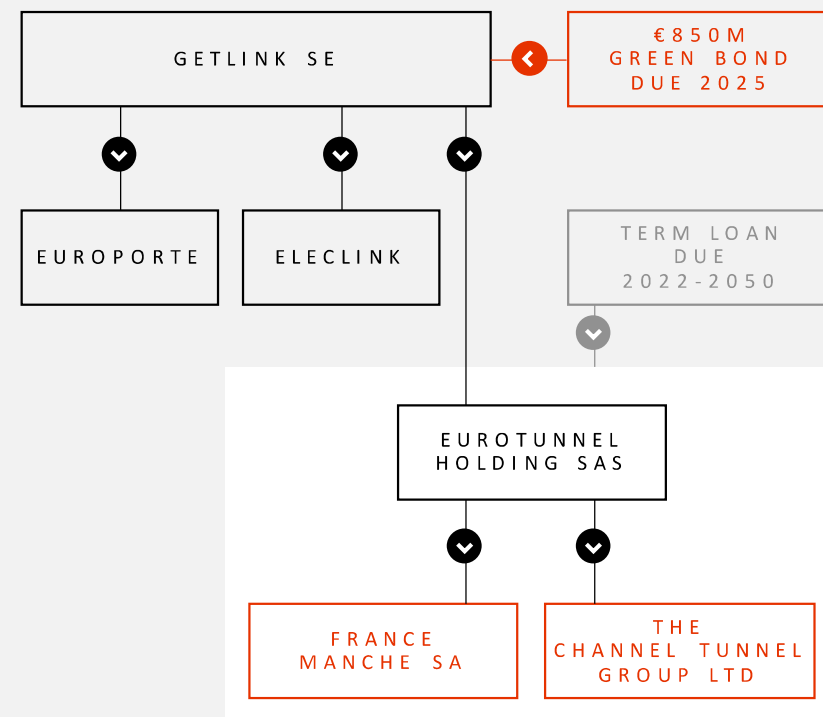 GETLINK SE
€850M
GREEN BOND
DUE 2025
EUROPORTE
ELECLINK
TERM LOAN
DUE
2022-2050
EUROTUNNEL
HOLDING SAS
FRANCE
MANCHE SA
THE
CHANNEL TUNNEL
GROUP LTD